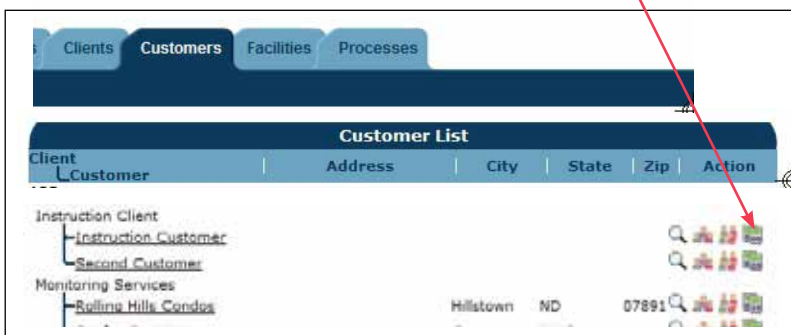 s Clients Customers Facilities Processes
Customer List
Client
Customer Address City State Zip Action
Instruction Client
Instruction Customer
Second Customer
Monitoring Services
Rolling Hills Condos Hillstown ND 07891